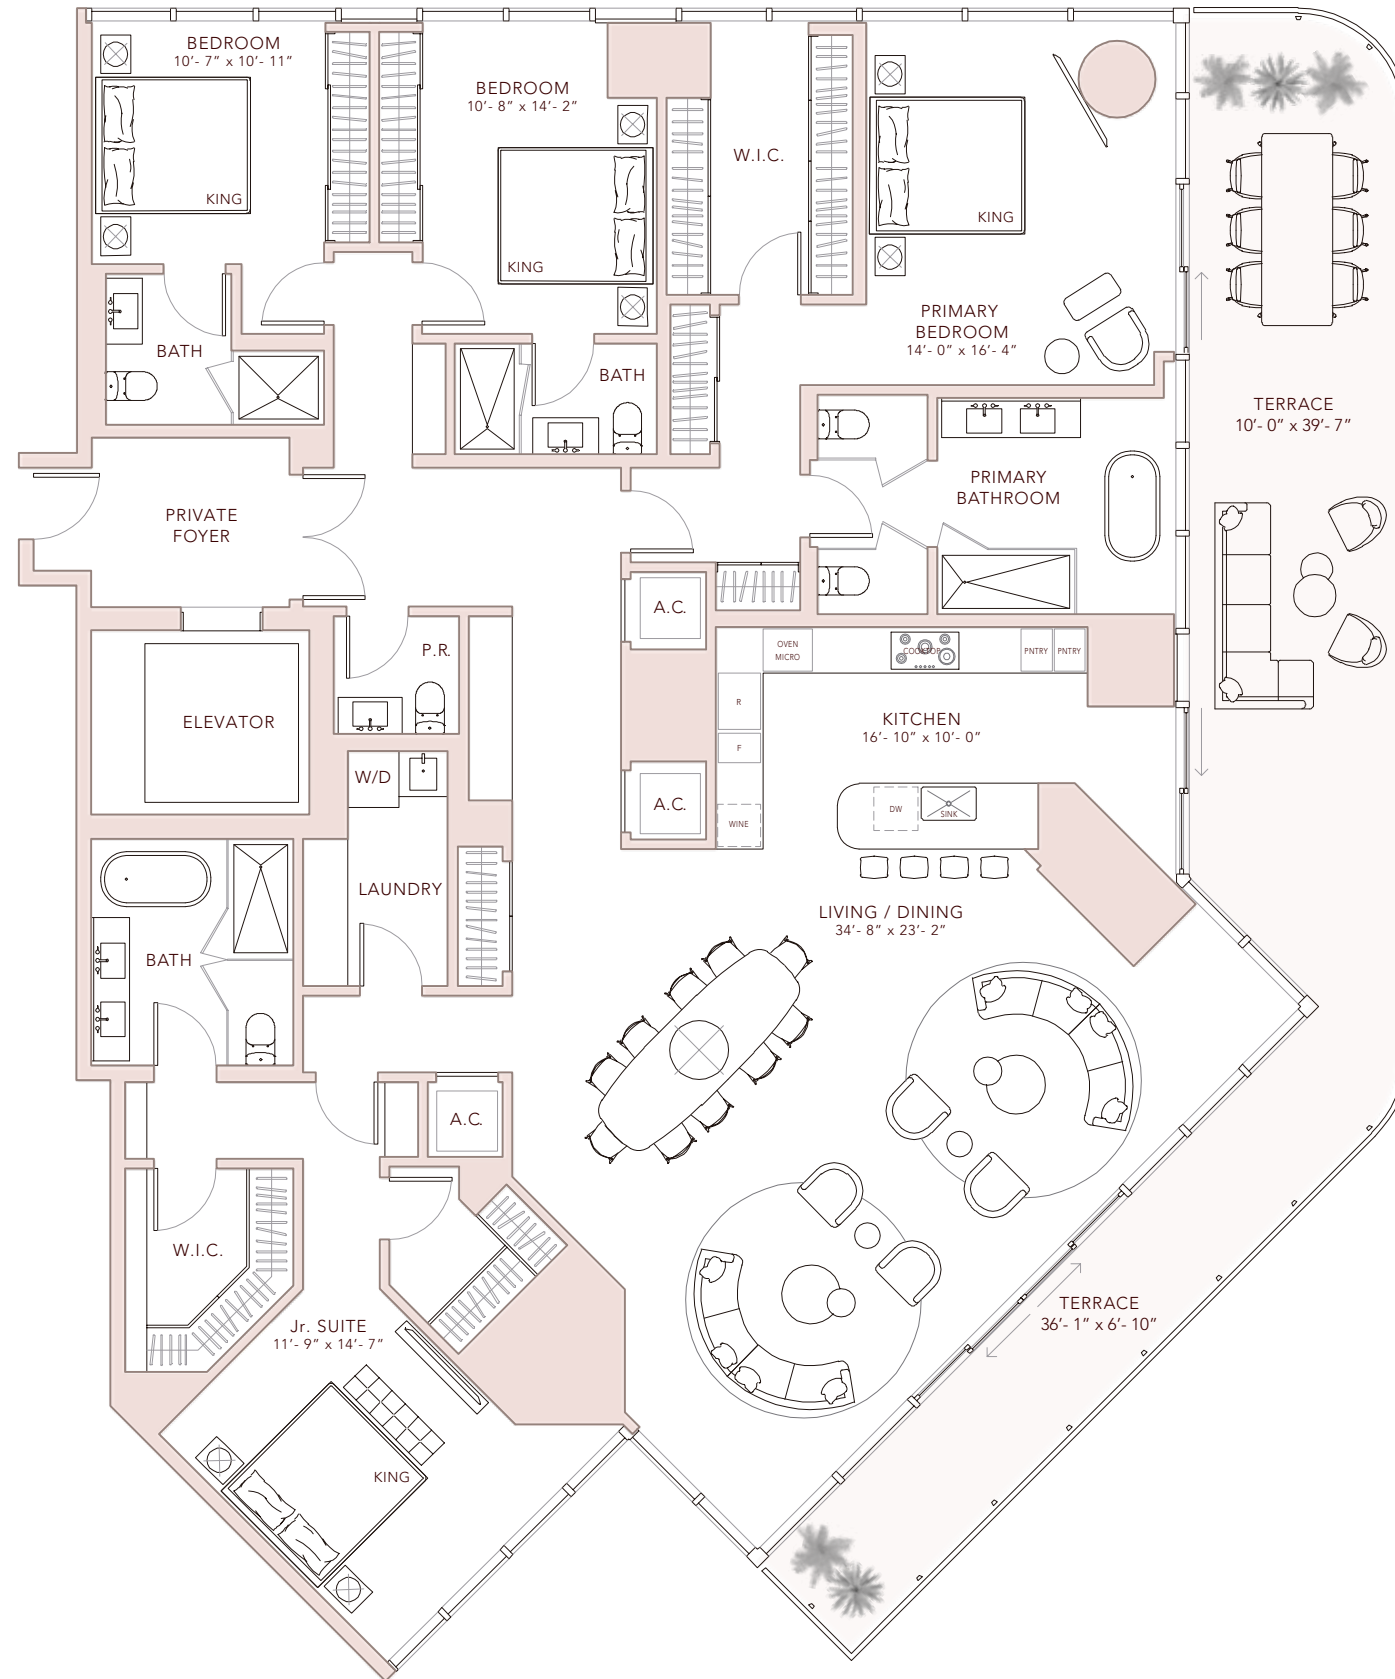 BEDROOM
10'- 7" x 10'- 11"
KING
BEDROOM
10'- 8" x 14'- 2"
KING
W.I.C.
KING
PRIMARY
BEDROOM
14'- 0" x 16'- 4"
BATH
BATH
TERRACE
10'- 0" x 39'- 7"
PRIMARY
BATHROOM
PRIVATE
FOYER
A.C.
P.R.
OVEN
MICRO
COOKTOP
PNTRY
PNTRY
R
F
KITCHEN
16'- 10" x 10'- 0"
ELEVATOR
W/D
A.C.
WINE
DW
SINK
LAUNDRY
LIVING / DINING
34'- 8" x 23'- 2"
BATH
A.C.
W.I.C.
Jr. SUITE
11'- 9" x 14'- 7"
TERRACE
36'- 1" x 6'- 10"
KING